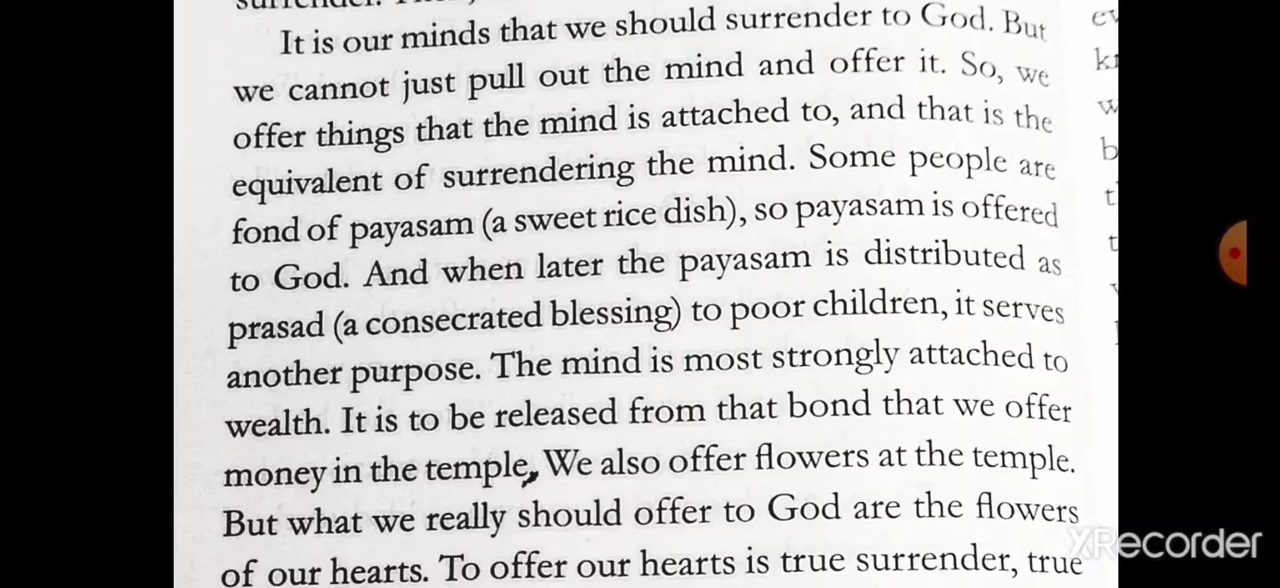 It is our minds that we should surrender to God. But
we cannot just pull out the mind and offer it. So, we
offer things that the mind is attached to, and that is the
equivalent of surrendering the mind. Some people are
fond of payasam (a sweet rice dish), so payasam is offered
to God. And when later the payasam is distributed as
prasad (a consecrated blessing) to poor children, it serves
another purpose. The mind is most strongly attached to
wealth. It is to be released from that bond that we offer
money in the temple, We also offer flowers at the temple.
But what we really should offer to God are the flowers
of our hearts. To offer our hearts is true surrender, true
XRecorder